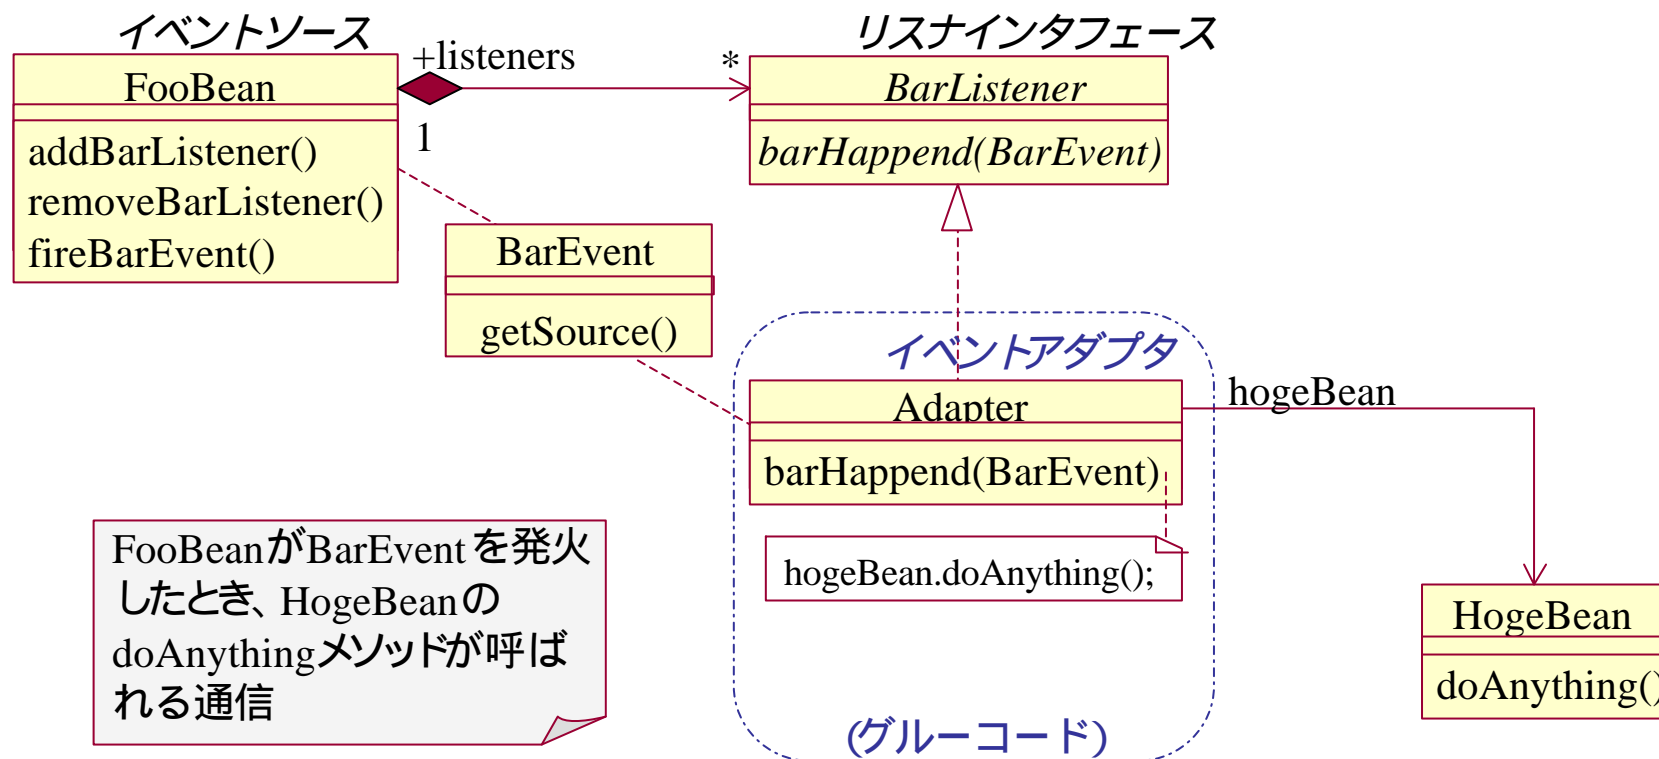 イベントソース
FooBean
addBarListener()
removeBarListener()
fireBarEvent()
+listeners
*
1
リスナインタフェース
BarListener
barHappend(BarEvent)
BarEvent
getSource()
イベントアダプタ
Adapter
barHappend(BarEvent)
hogeBean.doAnything();
(グルーコード)
hogeBean
HogeBean
doAnything()
FooBeanがBarEventを発火
したとき、HogeBeanの
doAnythingメソッドが呼ば
れる通信